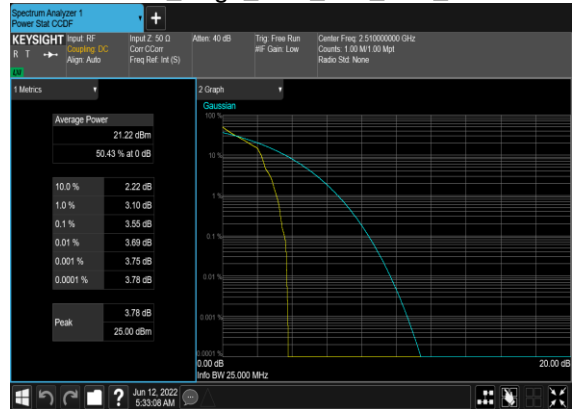 Spectrum Analyzer 1
Power Stat CCDF
+
KEYSIGHT
R T
LXI
Input: RF
Coupling: DC
Align: Auto
Input Z: 50 Ω
Corr CCorr
Freq Ref: Int (S)
Atten: 40 dB
Trig: Free Run
#IF Gain: Low
Center Freq: 2.510000000 GHz
Counts: 1.00 M/1.00 Mpt
Radio Std: None
1 Metrics
Average Power
21.22 dBm
50.43 % at 0 dB
10.0 % 2.22 dB
1.0 % 3.10 dB
0.1 % 3.55 dB
0.01 % 3.69 dB
0.001 % 3.75 dB
0.0001 % 3.78 dB
Peak
3.78 dB
25.00 dBm
2 Graph
Gaussian
100 %
10 %
1 %
0.1 %
0.01 %
0.001 %
0.0001 %
0.00 dB
20.00 dB
Info BW 25.000 MHz
?
Jun 12, 2022
5:33:08 AM